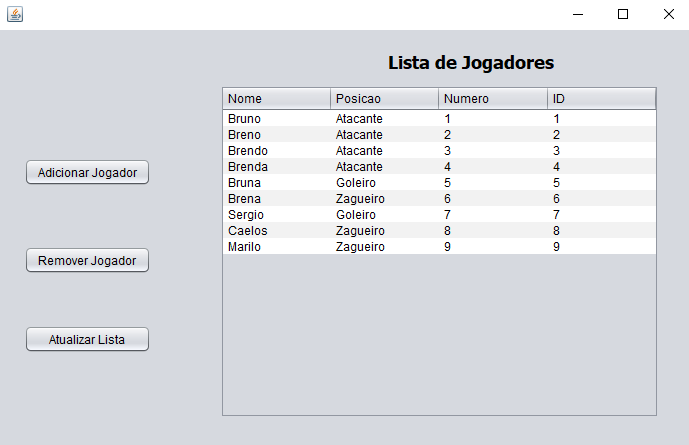 Lista de Jogadores
Nome Posicao Numero ID
Bruno Atacante 1 1
Breno Atacante 2 2
Brendo Atacante 3 3
Brenda Atacante 4 4
Bruna Goleiro 5 5
Brena Zagueiro 6 6
Sergio Goleiro 7 7
Caelos Zagueiro 8 8
Marilo Zagueiro 9 9
Adicionar Jogador
Remover Jogador
Atualizar Lista